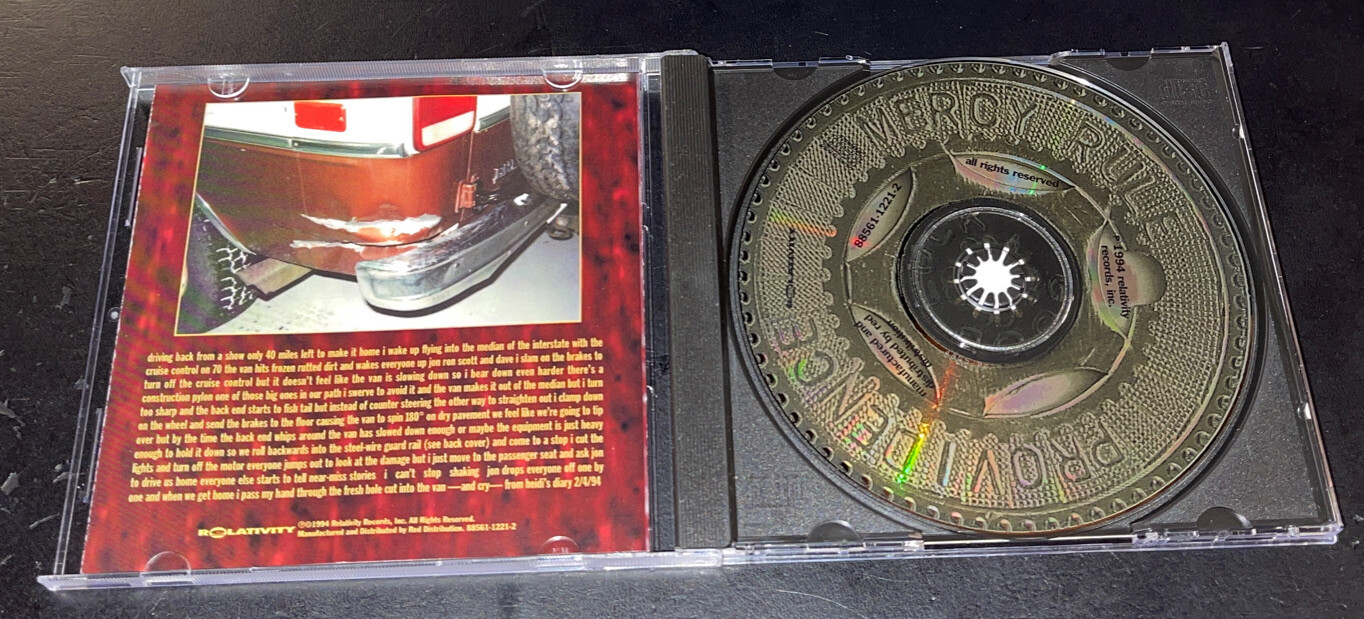 driving back from a show only 40 miles left to make it home i wake up flying into the median of the interstate with the
cruise control on 70 the van hits frozen rutted dirt and wakes everyone up jon ron scott and dave i slam on the brakes to
turn off the cruise control but it doesn't feel like the van is slowing down so i bear down even harder there's a
construction pylon one of those big ones in our path i swerve to avoid it and the van makes it out of the median but i turn
too sharp and the back end starts to fish tail but instead of counter steering the other way to straighten out i clamp down
on the wheel and send the brakes to the floor causing the van to spin 180° on dry pavement we feel like we're going to tip
over but by the time the back end whips around the van has slowed down enough or maybe the equipment is just heavy
enough to hold it down so we roll backwards into the steel-wire guard rail (see back cover) and come to a stop i cut the
lights and turn off the motor everyone jumps out to look at the damage but i just move to the passenger seat and ask jon
to drive us home everyone else starts to tell near-miss stories i can't stop shaking jon drops everyone off one by
one and when we get home i pass my hand through the fresh hole cut into the van —and cry— from heidi's diary 2/4/94
RELATIVITY
℗©1994 Relativity Records, Inc. All Rights Reserved.
Manufactured and Distributed by Red Distribution. 88561-1221-2
MERCY RULE
PROVIDENCE
all rights reserved
88561-1221-2
℗ 1994 relativity
records, inc.
manufactured and
distributed by red
distribution
RELATIVITY